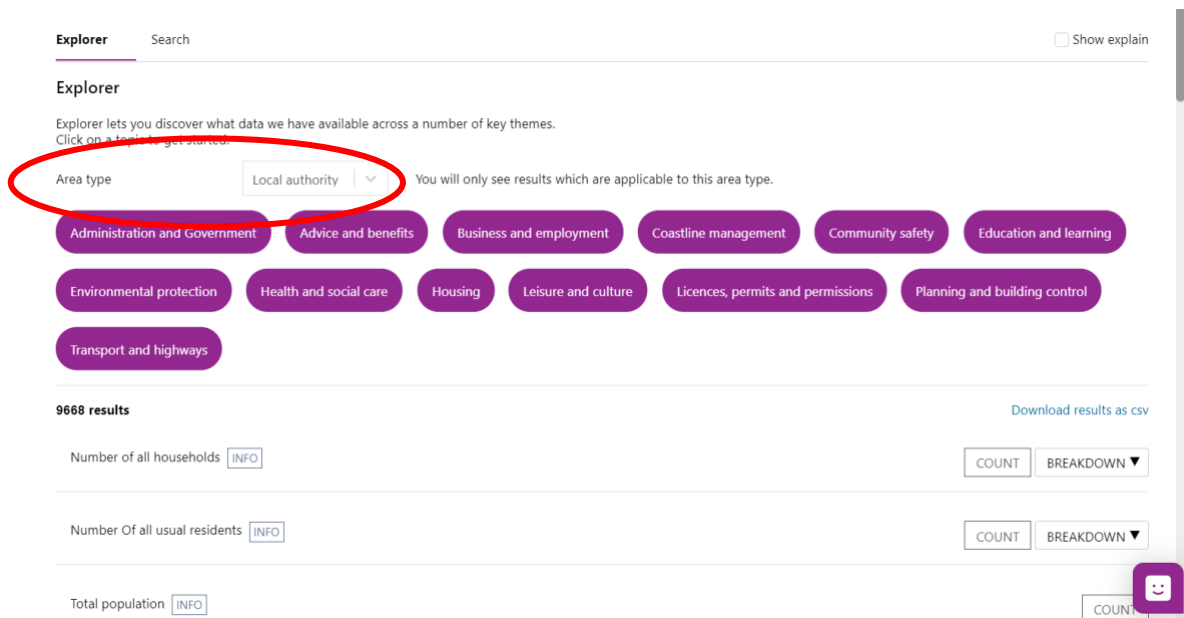 Explorer Search Show explain
Explorer
Explorer lets you discover what data we have available across a number of key themes.
Click on a topic to get started.
Area type Local authority You will only see results which are applicable to this area type.
Administration and Government Advice and benefits Business and employment Coastline management Community safety Education and learning
Environmental protection Health and social care Housing Leisure and culture Licences, permits and permissions Planning and building control
Transport and highways
9668 results Download results as csv
Number of all households INFO COUNT BREAKDOWN ▼
Number Of all usual residents INFO COUNT BREAKDOWN ▼
Total population INFO COUNT